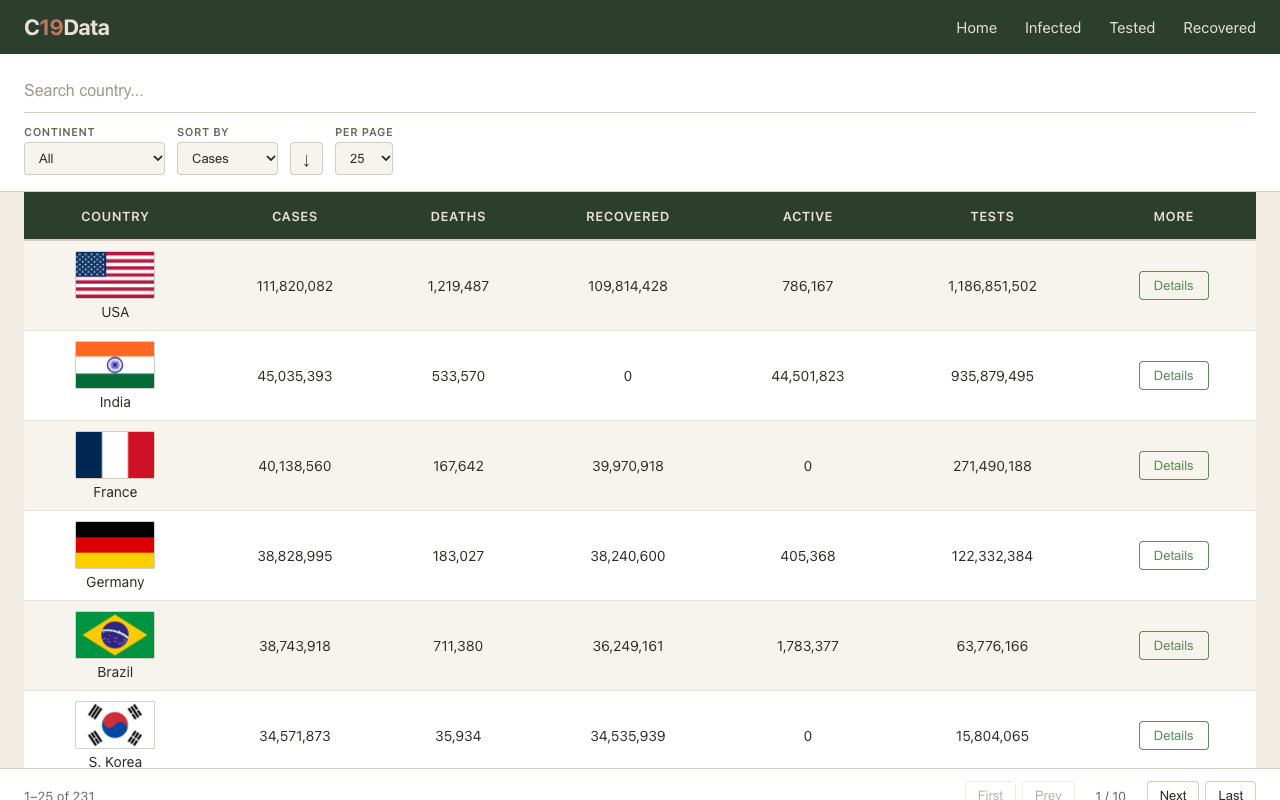 C19Data Home Infected Tested Recovered
Search country...
CONTINENT SORT BY PER PAGE
All Cases ↓ 25
COUNTRY CASES DEATHS RECOVERED ACTIVE TESTS MORE
111,820,082 1,219,487 109,814,428 786,167 1,186,851,502 Details
USA
45,035,393 533,570 0 44,501,823 935,879,495 Details
India
40,138,560 167,642 39,970,918 0 271,490,188 Details
France
38,828,995 183,027 38,240,600 405,368 122,332,384 Details
Germany
38,743,918 711,380 36,249,161 1,783,377 63,776,166 Details
Brazil
34,571,873 35,934 34,535,939 0 15,804,065 Details
S. Korea
1–25 of 231 First Prev 1 / 10 Next Last